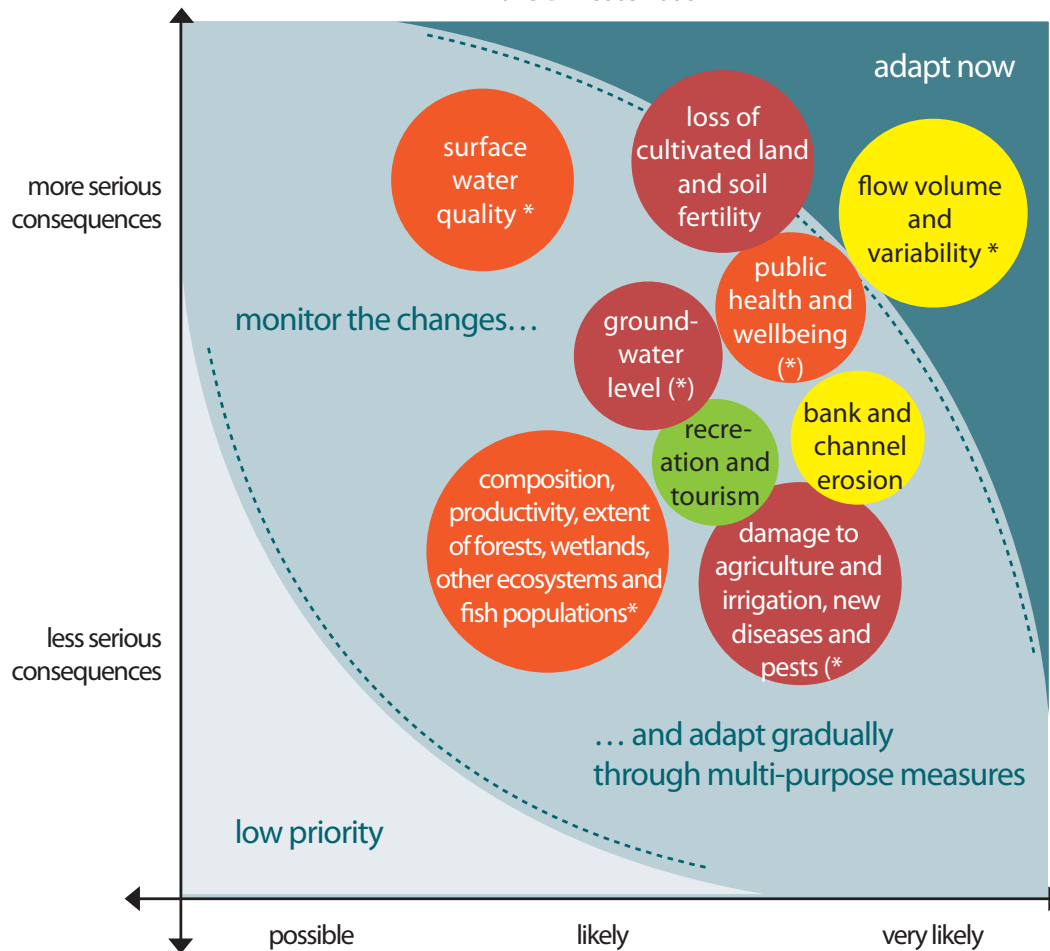 adapt now
loss of
cultivated land
and soil
fertility
surface
water
quality *
more serious
consequences
flow volume
and
variability *
public
health and
wellbeing
(*)
monitor the changes…
ground-
water
level (*)
bank and
channel
erosion
recre-
ation and
tourism
composition,
productivity, extent
of forests, wetlands,
other ecosystems and
fish populations*
damage to
agriculture and
irrigation, new
diseases and
pests (*
less serious
consequences
… and adapt gradually
through multi-purpose measures
low priority
possible
likely
very likely